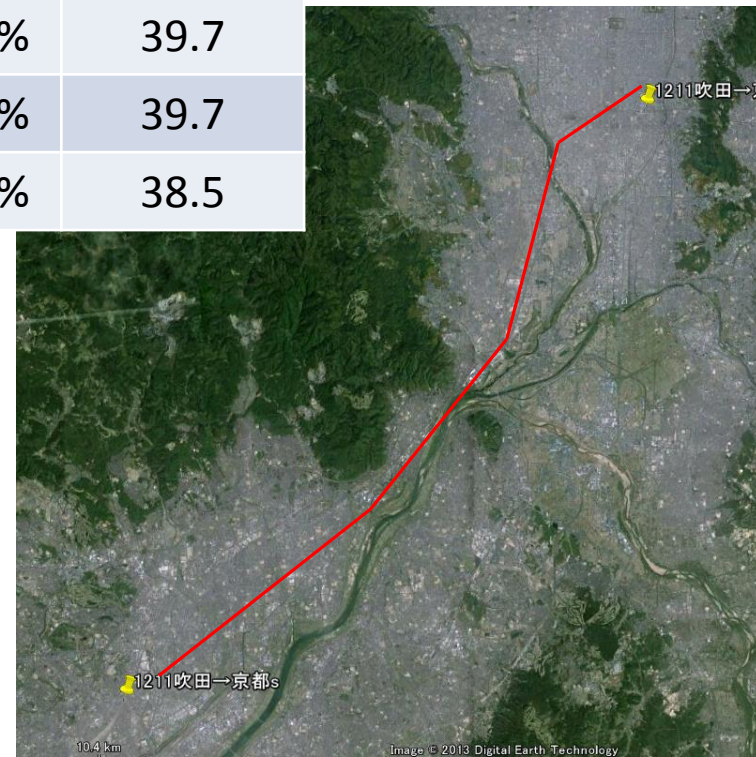 % 39.7
% 39.7
% 38.5
1211吹田→
1211吹田→京都s
10.4 km
Image © 2013 Digital Earth Technology